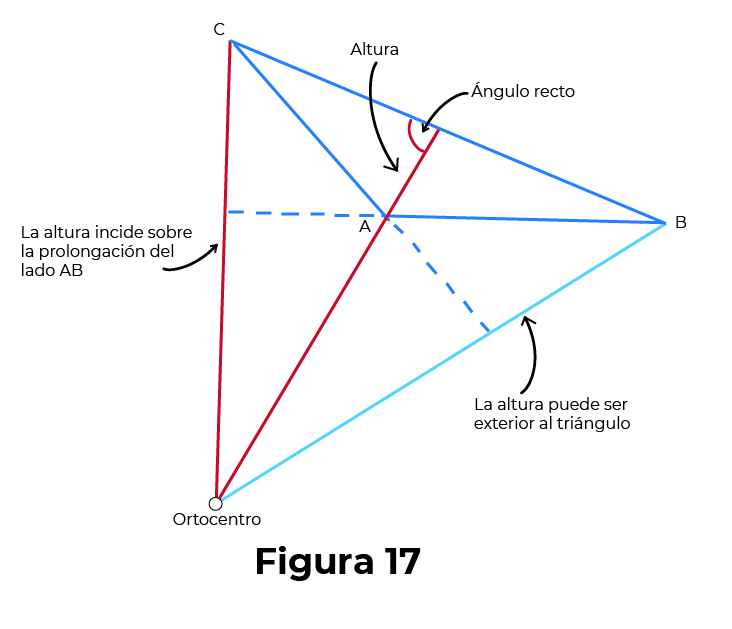 C
Altura
Ángulo recto
A
B
La altura incide sobre
la prolongación del
lado AB
La altura puede ser
exterior al triángulo
Ortocentro
Figura 17